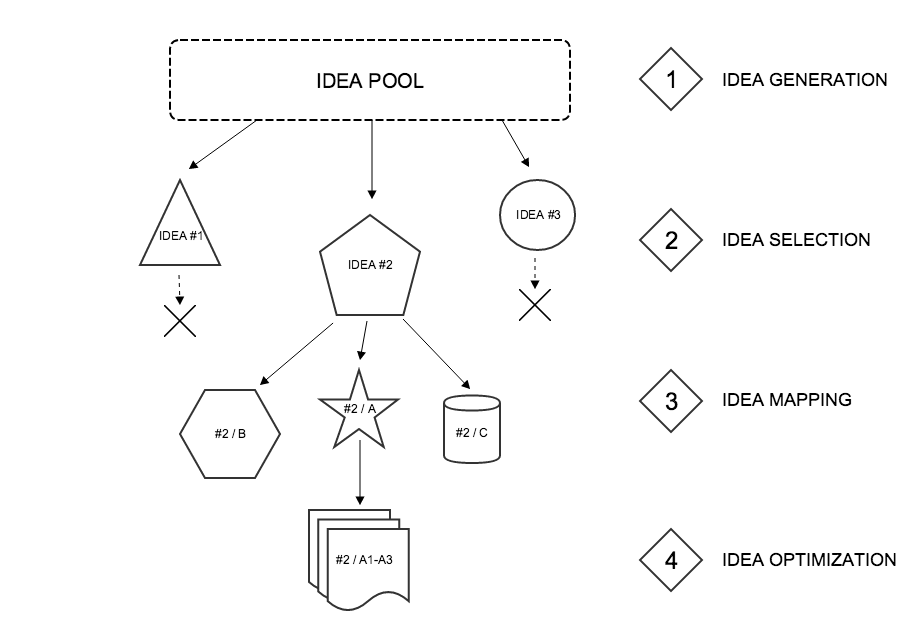 IDEA POOL
1
IDEA GENERATION
IDEA #1
IDEA #2
IDEA #3
2
IDEA SELECTION
#2 / B
#2 / A
#2 / C
3
IDEA MAPPING
#2 / A1-A3
4
IDEA OPTIMIZATION